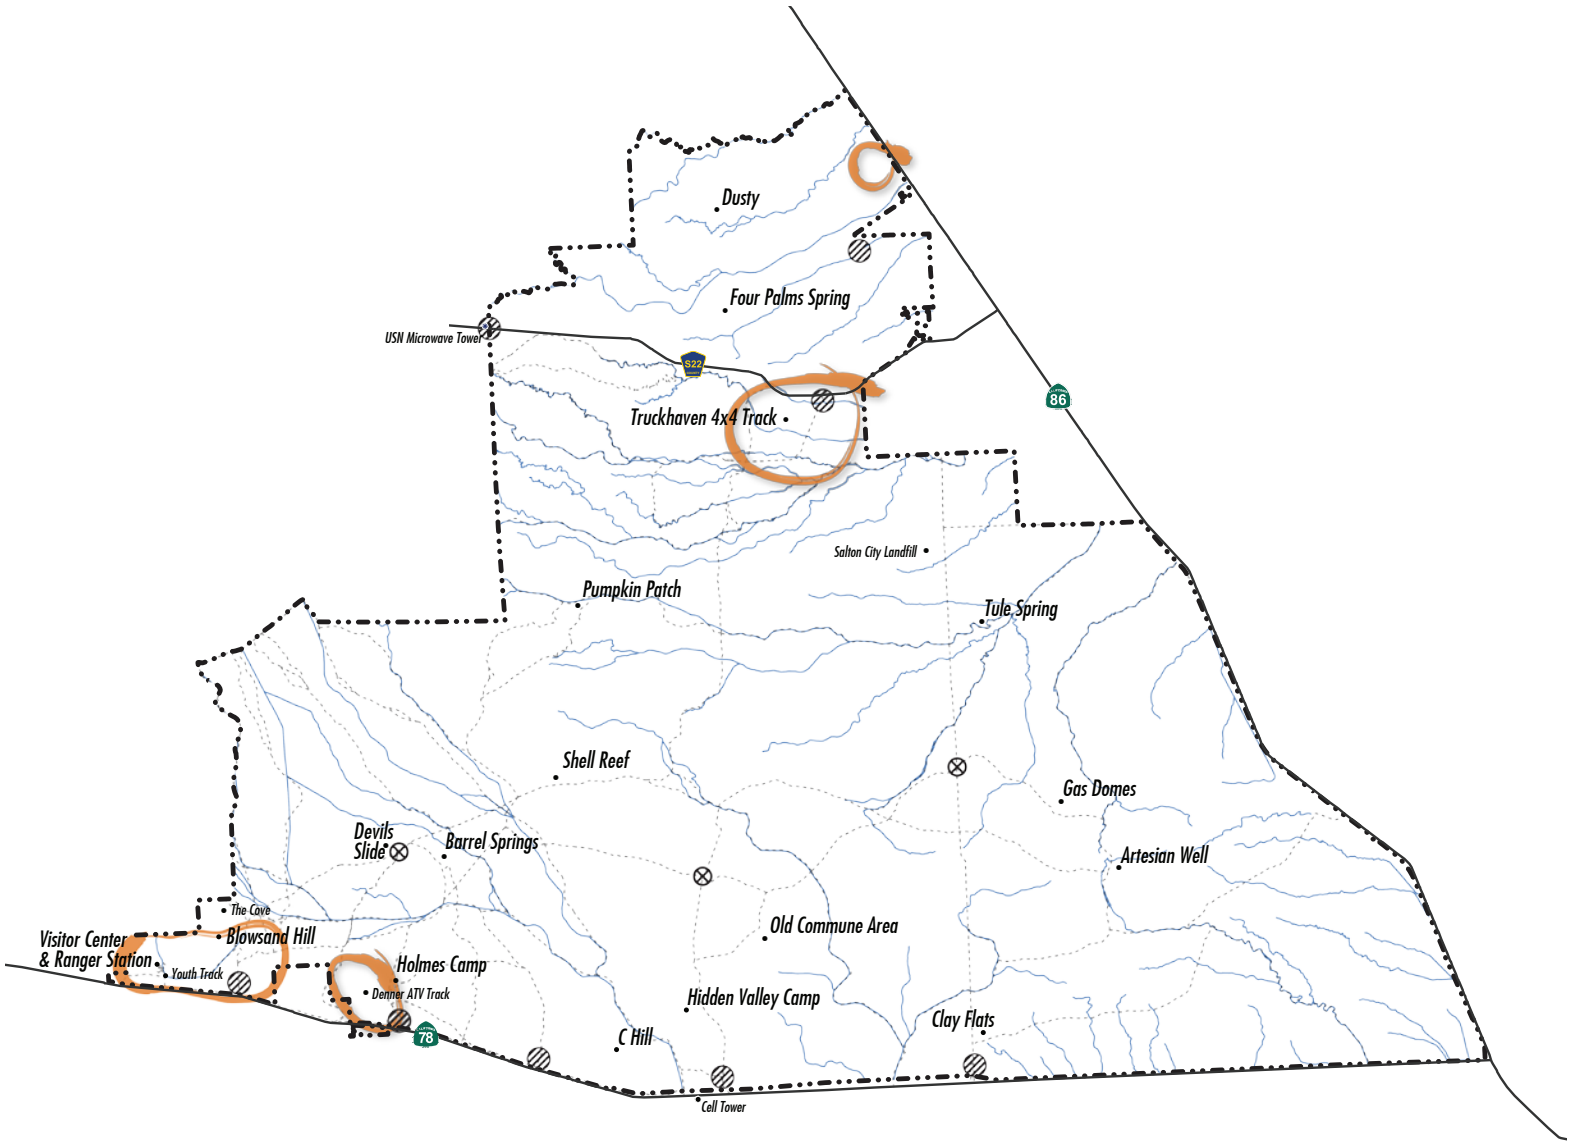 Dusty
Four Palms Spring
USN Microwave Tower
S22
86
Truckhaven 4x4 Track
Salton City Landfill
Pumpkin Patch
Tule Spring
Shell Reef
Gas Domes
Devils
Slide
Barrel Springs
Artesian Well
The Cove
Old Commune Area
Blowsand Hill
Visitor Center
& Ranger Station
Youth Track
Holmes Camp
Denner ATV Track
Hidden Valley Camp
Clay Flats
78
C Hill
Cell Tower